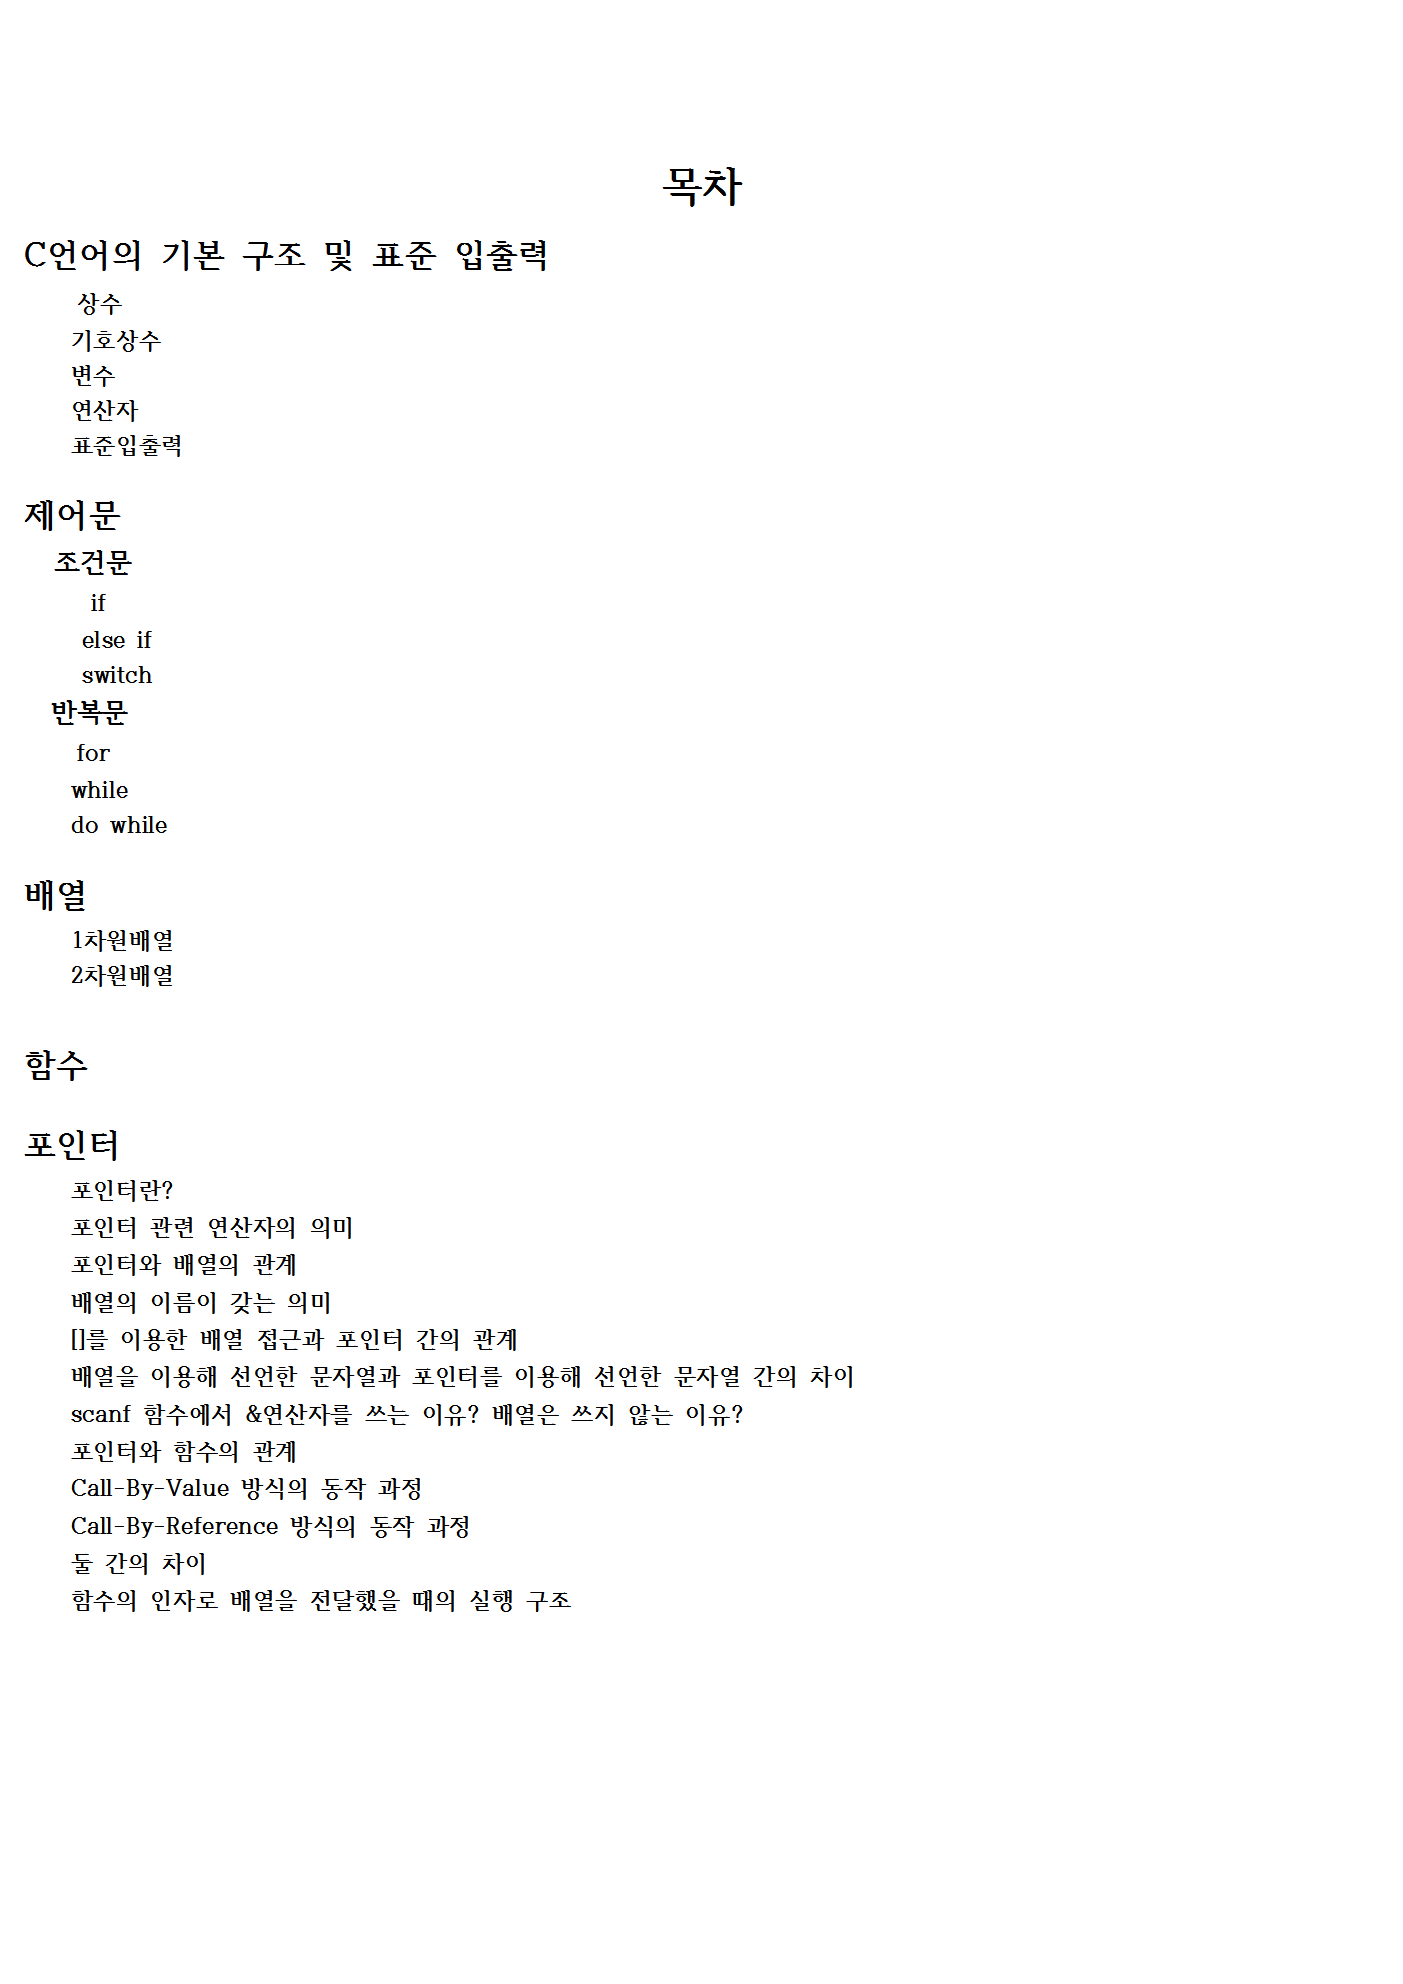 목차
C언어의 기본 구조 및 표준 입출력
상수
기호상수
변수
연산자
표준입출력
제어문
조건문
if
else if
switch
반복문
for
while
do while
배열
1차원배열
2차원배열
함수
포인터
포인터란?
포인터 관련 연산자의 의미
포인터와 배열의 관계
배열의 이름이 갖는 의미
[]를 이용한 배열 접근과 포인터 간의 관계
배열을 이용해 선언한 문자열과 포인터를 이용해 선언한 문자열 간의 차이
scanf 함수에서 &연산자를 쓰는 이유? 배열은 쓰지 않는 이유?
포인터와 함수의 관계
Call-By-Value 방식의 동작 과정
Call-By-Reference 방식의 동작 과정
둘 간의 차이
함수의 인자로 배열을 전달했을 때의 실행 구조